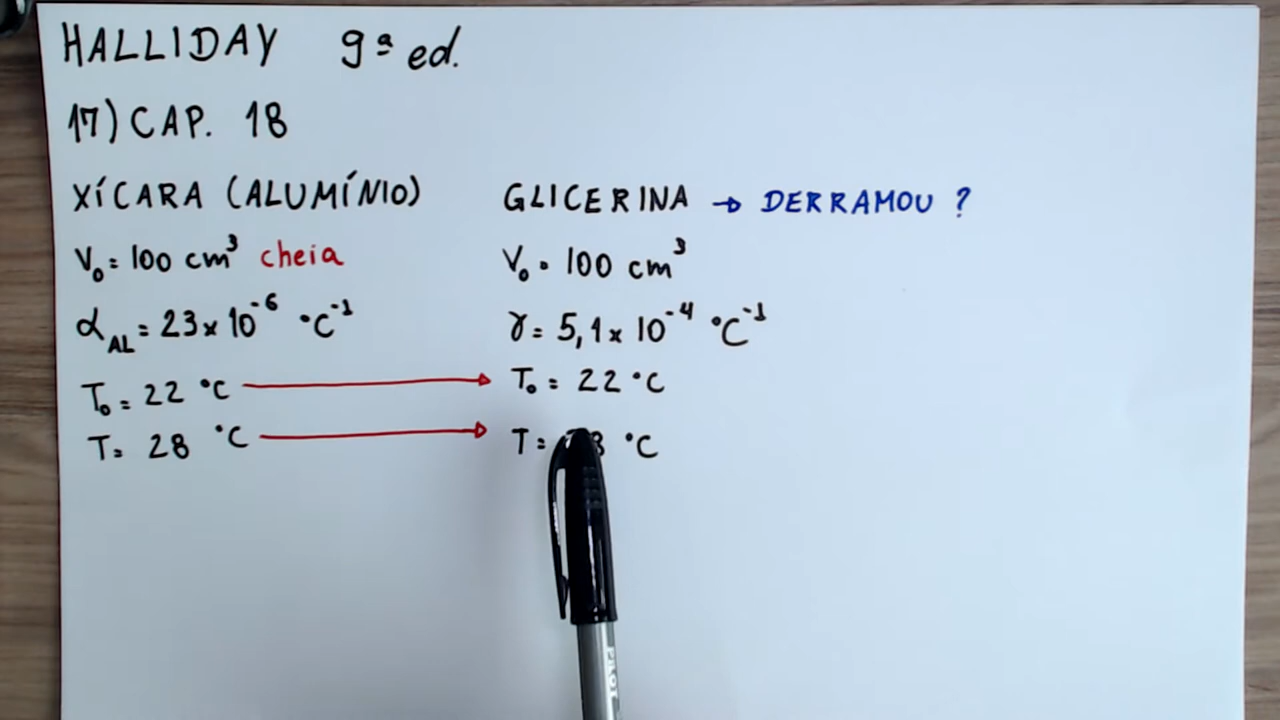 HALLIDAY 9ª ed.
17) CAP. 18
XÍCARA (ALUMÍNIO)
V₀ = 100 cm³ cheia
α_AL = 23 x 10⁻⁶ °C⁻¹
T₀ = 22 °C
T = 28 °C
GLICERINA → DERRAMOU ?
V₀ = 100 cm³
γ = 5,1 x 10⁻⁴ °C⁻¹
T₀ = 22 °C
T = °C
PILOT